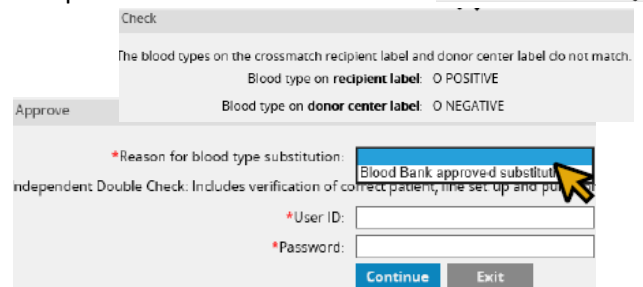 Check
The blood types on the crossmatch recipient label and donor center label do not match.
Blood type on recipient label: O POSITIVE
Blood type on donor center label: O NEGATIVE
Approve
*Reason for blood type substitution:
Blood Bank approved
Independent Double Check: Includes verification of correct patient, line set up and
*User ID:
*Password:
Continue Exit